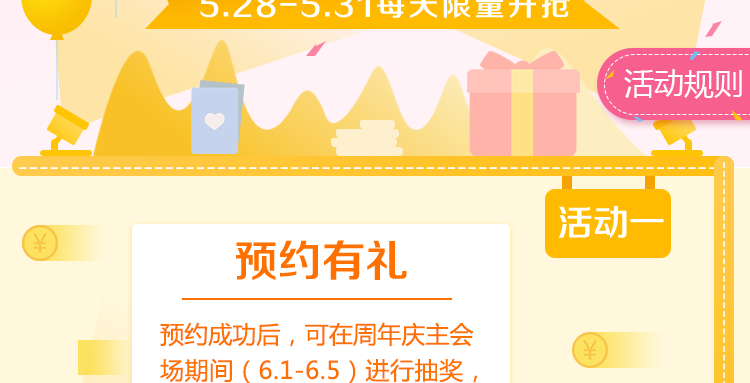 5.28-5.31每天限量开抢
活动规则
活动一
预约有礼
预约成功后，可在周年庆主会
场期间（6.1-6.5）进行抽奖，